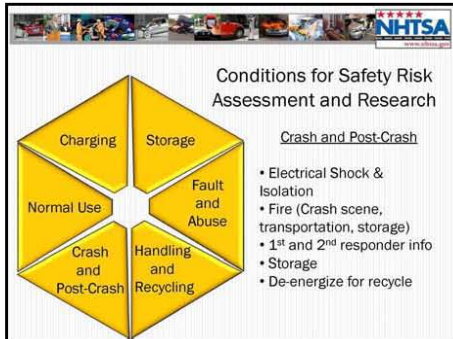 NHTSA
www.nhtsa.gov
Conditions for Safety Risk
Assessment and Research
Charging
Storage
Normal Use
Fault
and
Abuse
Crash
and
Post-Crash
Handling
and
Recycling
Crash and Post-Crash
• Electrical Shock &
Isolation
• Fire (Crash scene,
transportation, storage)
• 1st and 2nd responder info
• Storage
• De-energize for recycle